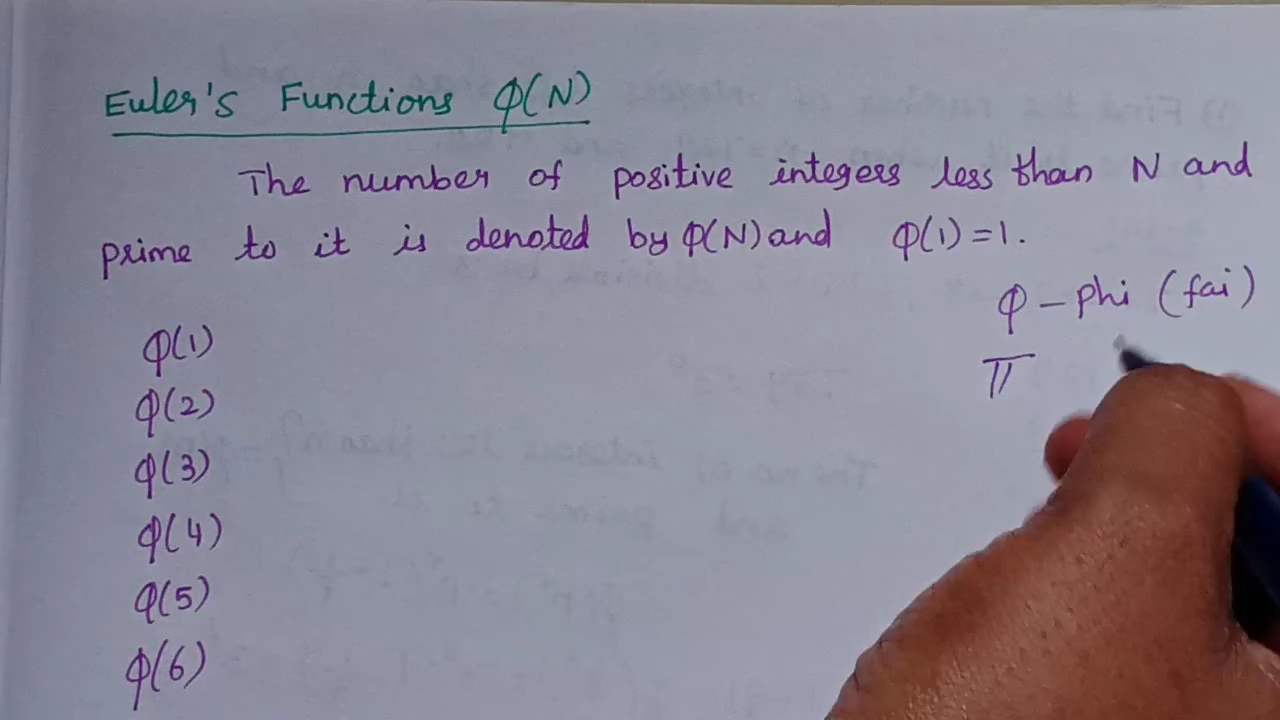 Euler's Functions φ(N)
The number of positive integers less than N and
prime to it is denoted by φ(N) and φ(1)=1.
φ - Phi (fai)
π
φ(1)
φ(2)
φ(3)
φ(4)
φ(5)
φ(6)